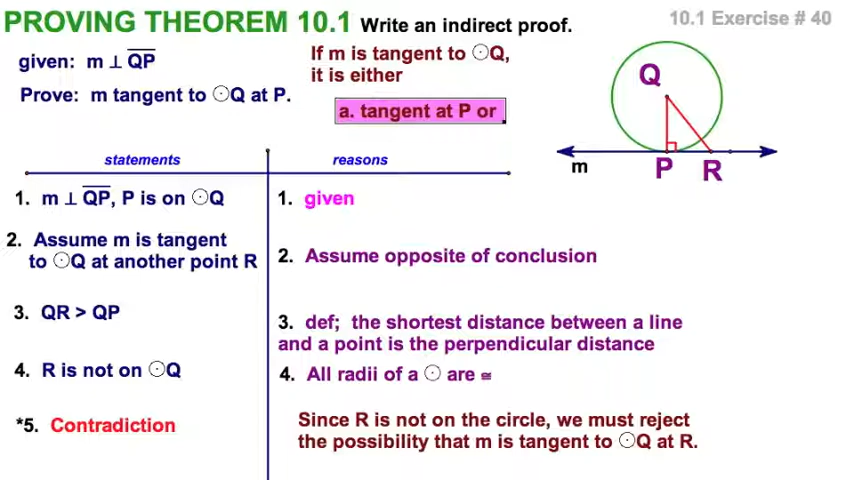 PROVING THEOREM 10.1 Write an indirect proof.
10.1 Exercise # 40
given: m ⊥ Q̅P̅
Prove: m tangent to ⊙Q at P.
If m is tangent to ⊙Q,
it is either
a. tangent at P or
Q
m
P
R
statements
reasons
1. m ⊥ Q̅P̅, P is on ⊙Q
1. given
2. Assume m is tangent
to ⊙Q at another point R
2. Assume opposite of conclusion
3. QR > QP
3. def; the shortest distance between a line
and a point is the perpendicular distance
4. R is not on ⊙Q
4. All radii of a ⊙ are ≅
*5. Contradiction
Since R is not on the circle, we must reject
the possibility that m is tangent to ⊙Q at R.